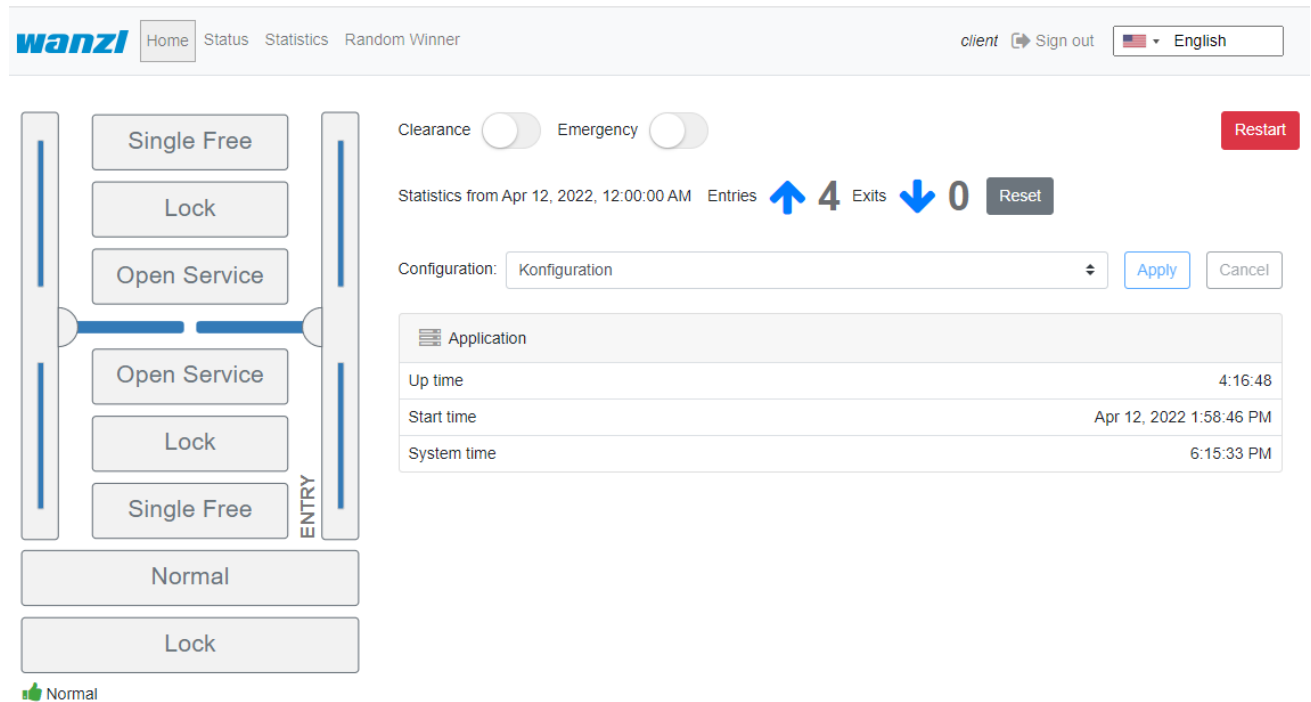 wanzl Home Status Statistics Random Winner client Sign out English
Single Free
Lock
Open Service
Open Service
Lock
Single Free
ENTRY
Normal
Lock
Normal
Clearance Emergency Restart
Statistics from Apr 12, 2022, 12:00:00 AM Entries 4 Exits 0 Reset
Configuration: Konfiguration Apply Cancel
Application
Up time 4:16:48
Start time Apr 12, 2022 1:58:46 PM
System time 6:15:33 PM